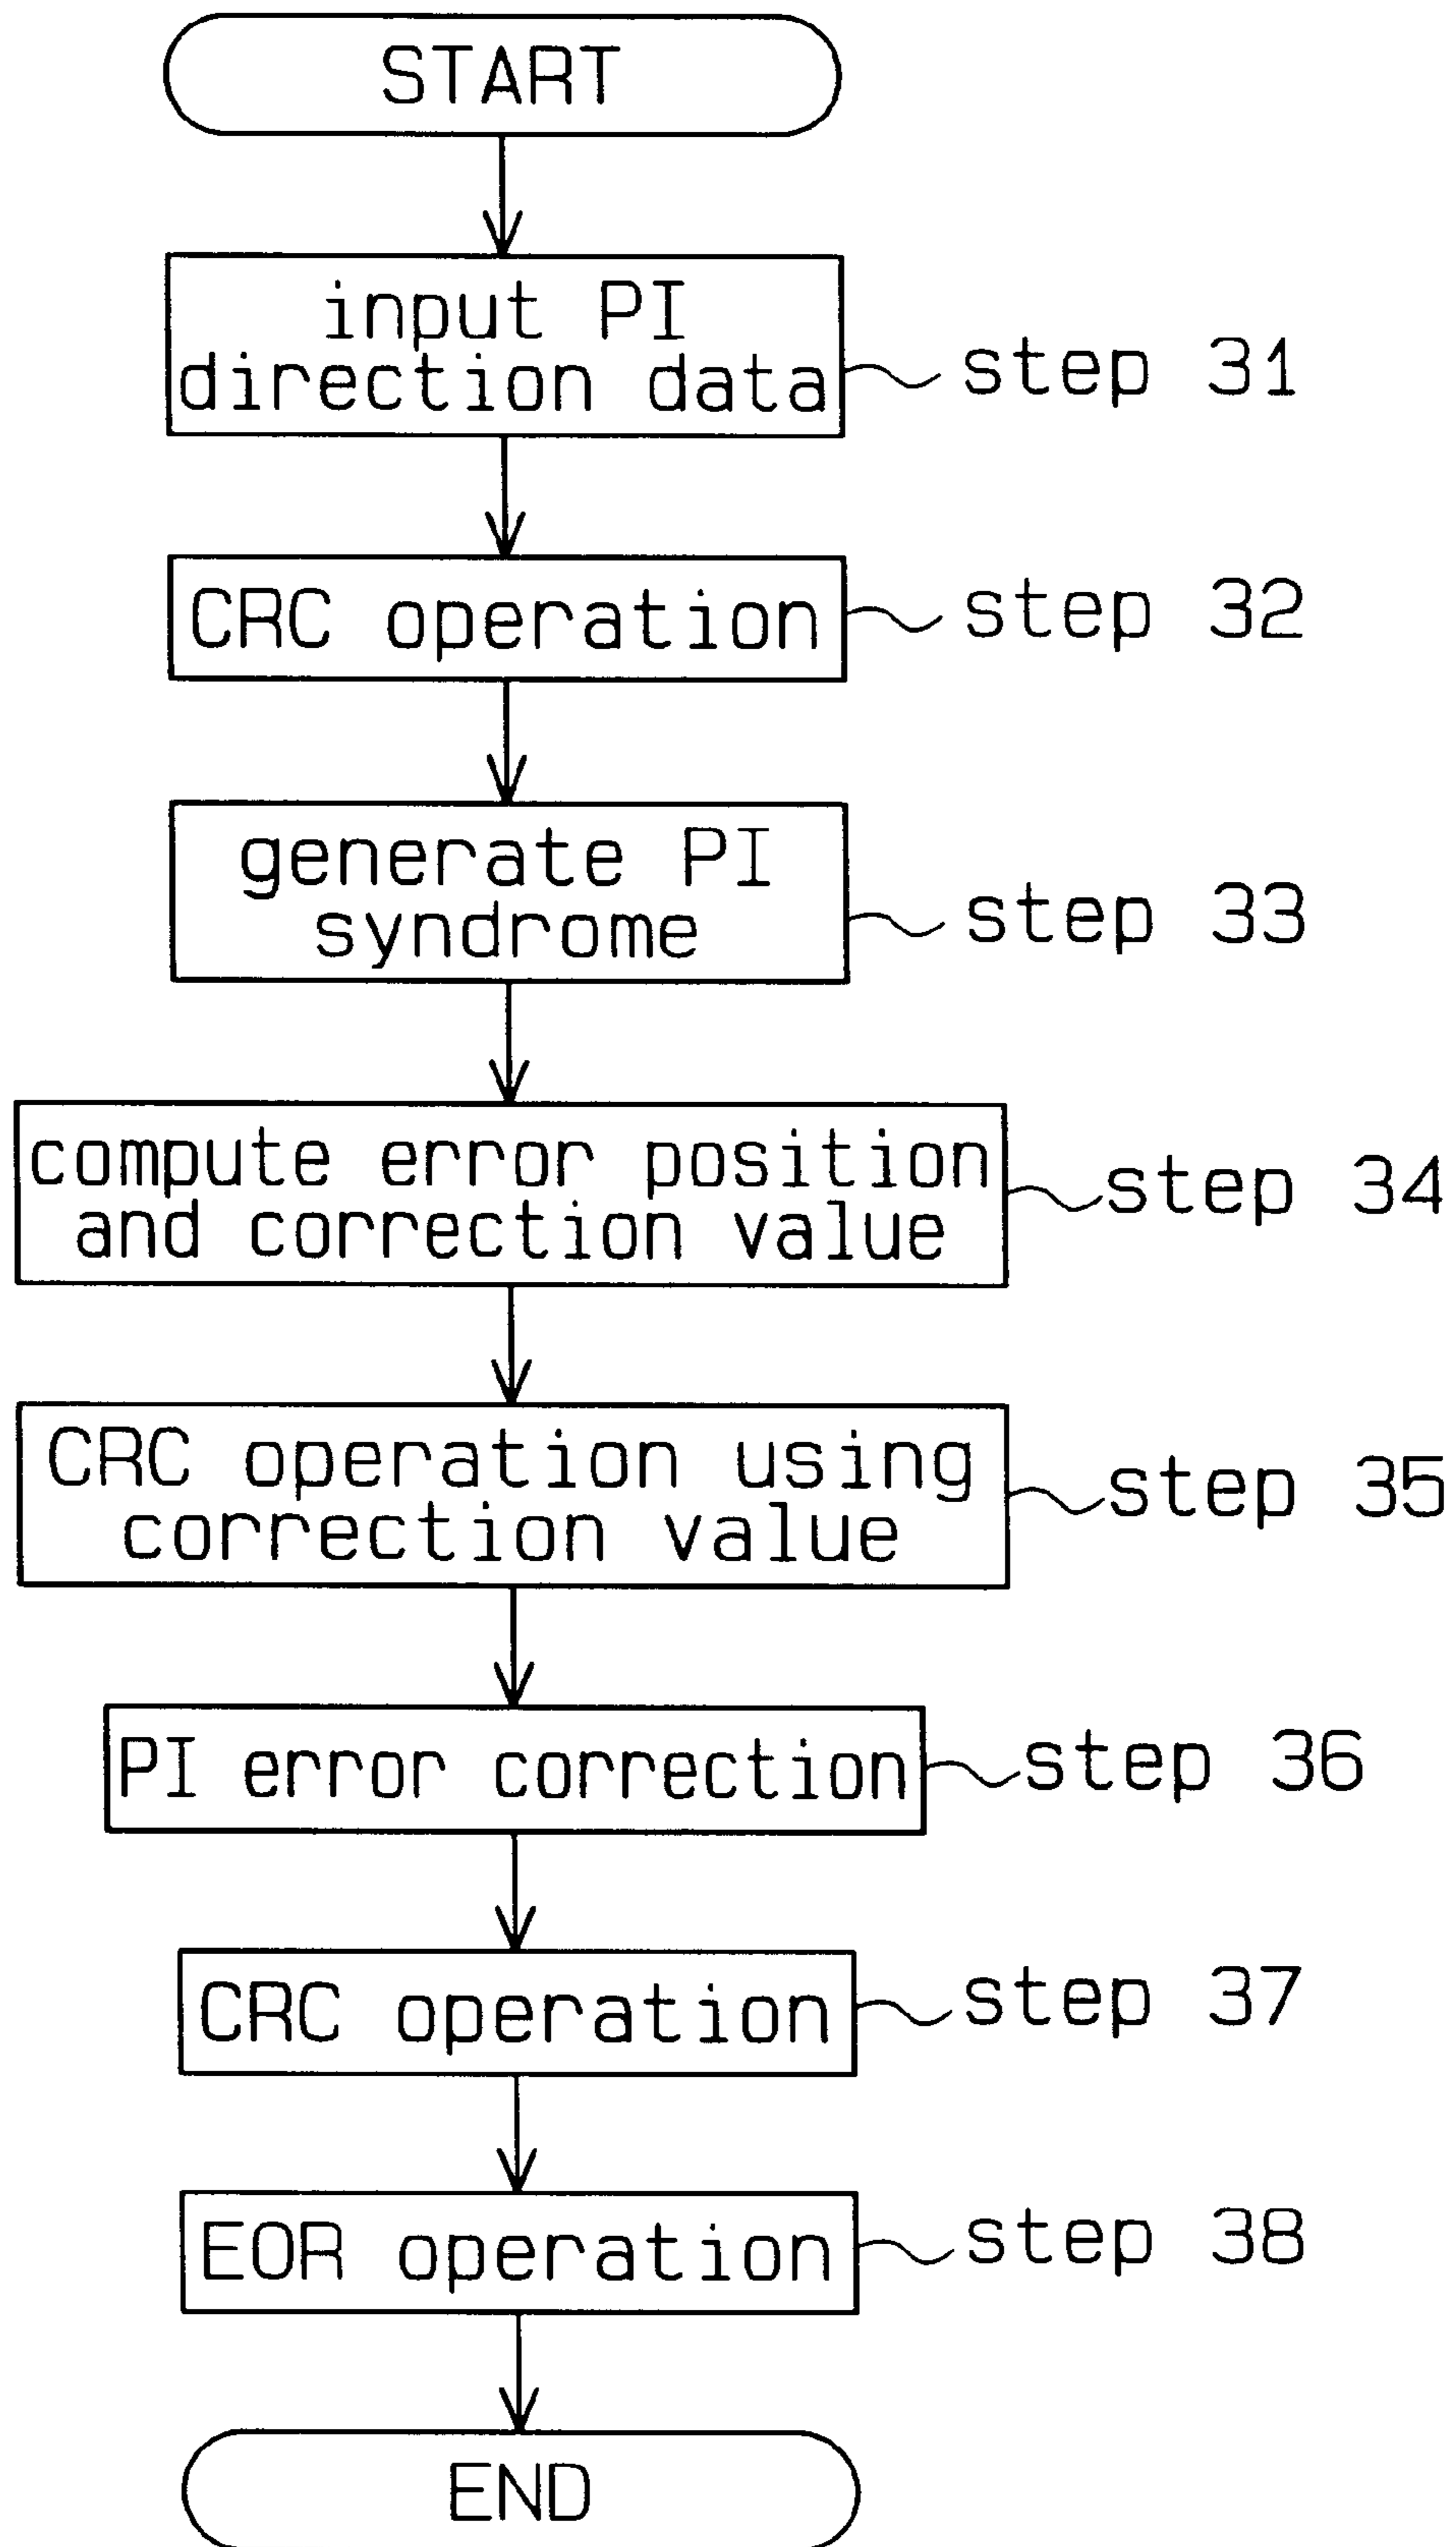 START
input PI
direction data
step 31
CRC operation
step 32
generate PI
syndrome
step 33
compute error position
and correction value
step 34
CRC operation using
correction value
step 35
PI error correction
step 36
CRC operation
step 37
EOR operation
step 38
END